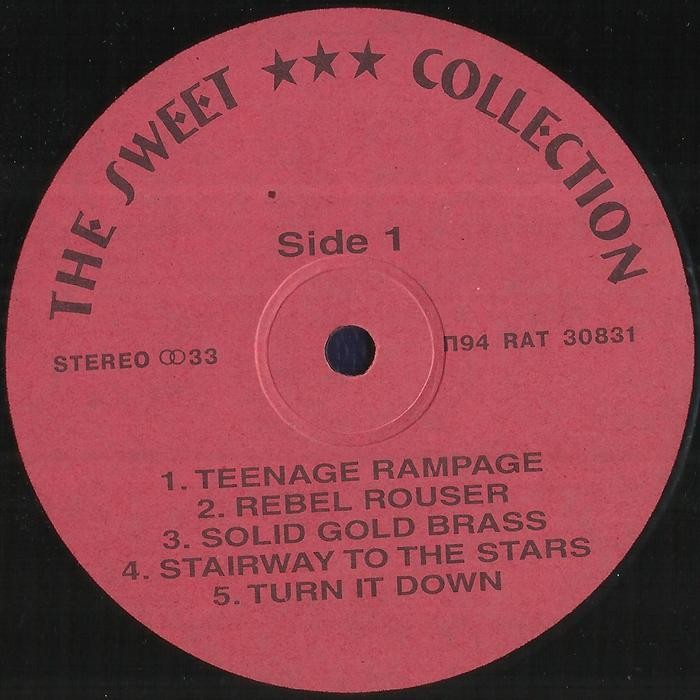 THE SWEET ★★★ COLLECTION
Side 1
STEREO ꝏ 33
П94 RAT 30831
1. TEENAGE RAMPAGE
2. REBEL ROUSER
3. SOLID GOLD BRASS
4. STAIRWAY TO THE STARS
5. TURN IT DOWN